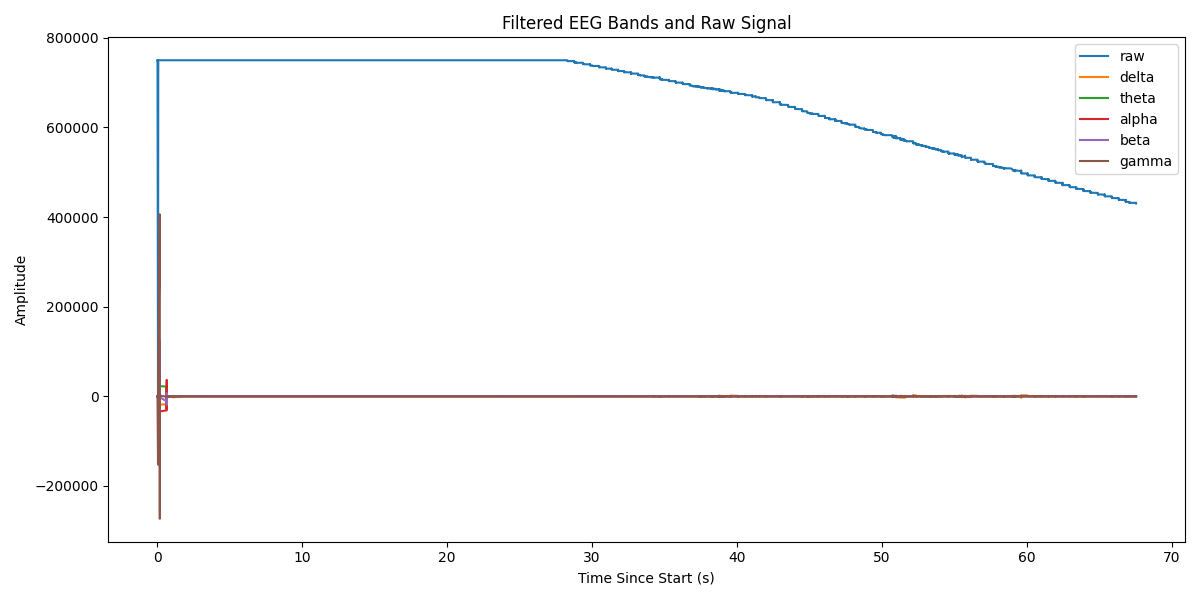 Filtered EEG Bands and Raw Signal
800000
600000
400000
200000
0
−200000
Amplitude
raw
delta
theta
alpha
beta
gamma
0 10 20 30 40 50 60 70
Time Since Start (s)